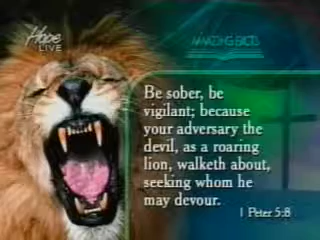 Hope
LIVE
AMAZING FACTS
Be sober, be
vigilant; because
your adversary the
devil, as a roaring
lion, walketh about,
seeking whom he
may devour.
1 Peter 5:8